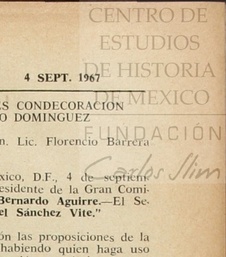 CENTRO DE
ESTUDIOS
DE HISTORIA
DE MEXICO
FUNDACIÓN
Carlos Slim
4 SEPT. 1967
ES CONDECORACION
O DOMINGUEZ
n. Lic. Florencio Barrera
xico, D.F., 4 de septiem-
esidente de la Gran Comi-
Bernardo Aguirre.—El Se-
el Sánchez Vite."
ón las proposiciones de la
habiendo quien haga uso